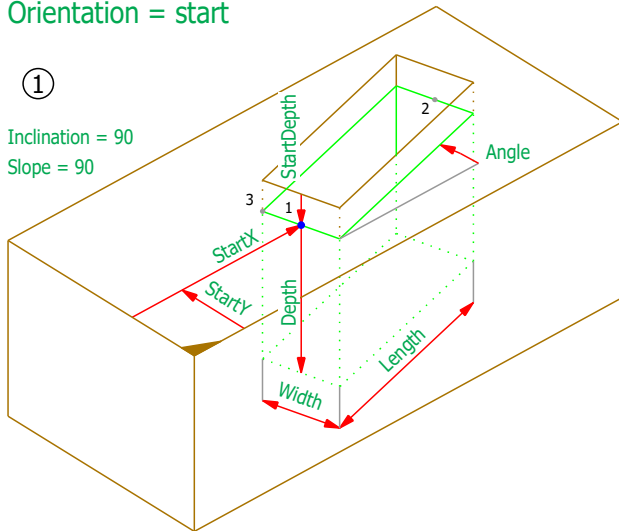 Orientation = start
①
Inclination = 90
Slope = 90
StartDepth
2
Angle
3
1
StartX
StartY
Depth
Length
Width